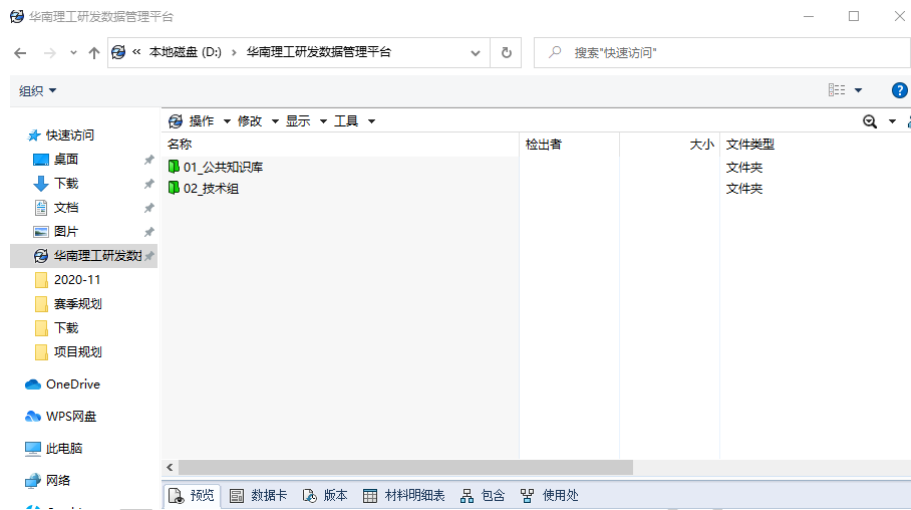 华南理工研发数据管理平台
« 本地磁盘 (D:) › 华南理工研发数据管理平台
搜索"快速访问"
组织
快速访问
桌面
下载
文档
图片
华南理工研发数
2020-11
赛季规划
下载
项目规划
OneDrive
WPS网盘
此电脑
网络
操作 修改 显示 工具
名称 检出者 大小 文件类型
01_公共知识库 文件夹
02_技术组 文件夹
预览 数据卡 版本 材料明细表 包含 使用处